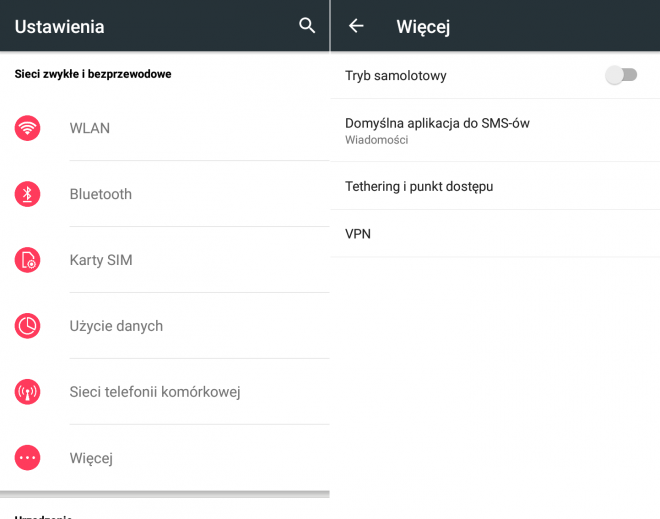 Ustawienia
Sieci zwykłe i bezprzewodowe
WLAN
Bluetooth
Karty SIM
Użycie danych
Sieci telefonii komórkowej
Więcej
Więcej
Tryb samolotowy
Domyślna aplikacja do SMS-ów
Wiadomości
Tethering i punkt dostępu
VPN